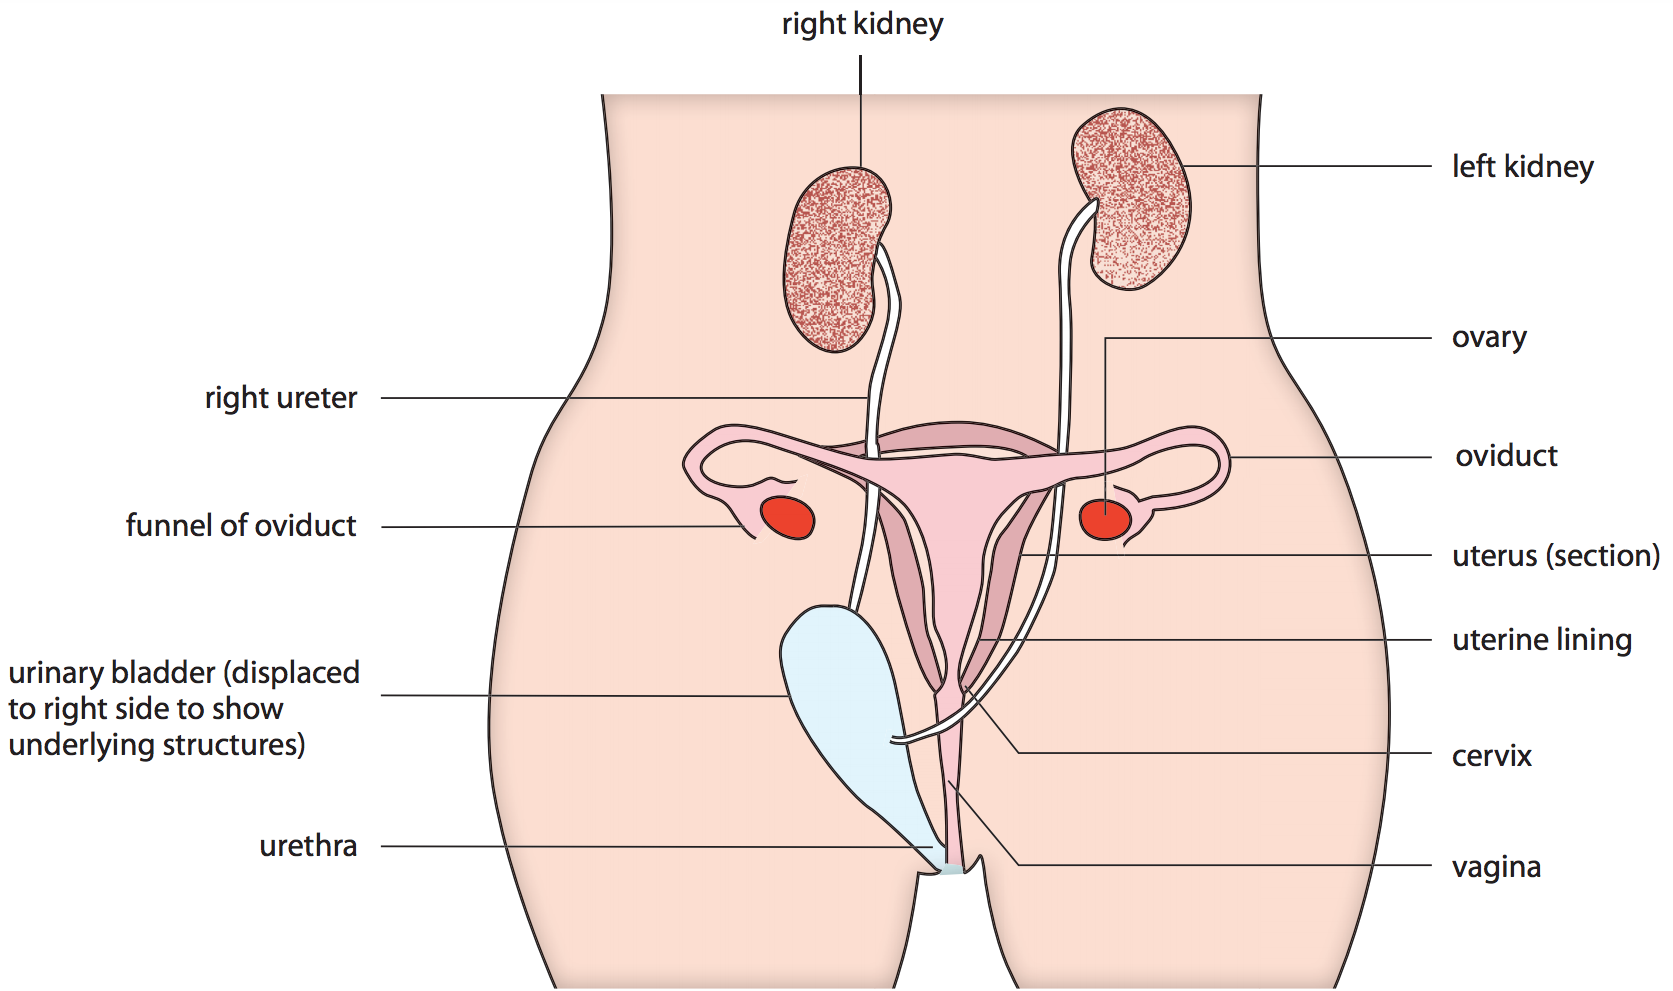 right kidney
left kidney
ovary
right ureter
oviduct
funnel of oviduct
uterus (section)
uterine lining
urinary bladder (displaced
to right side to show
underlying structures)
cervix
urethra
vagina